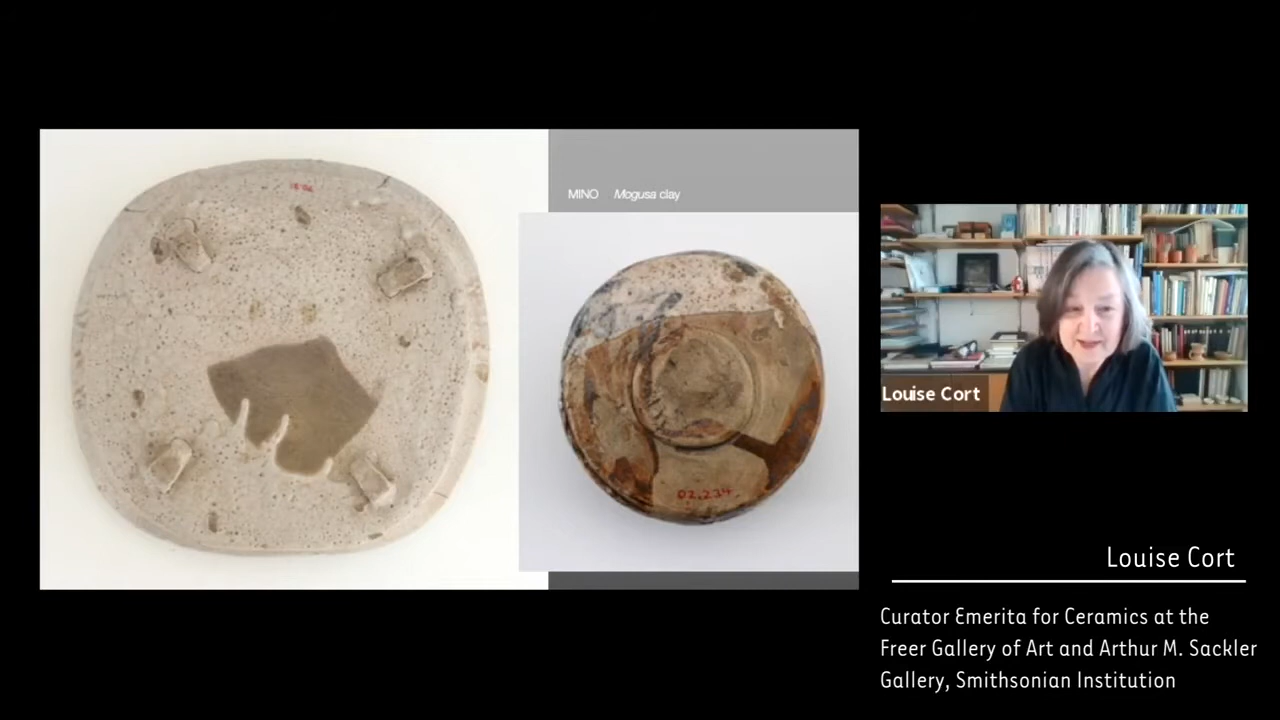 MINO Mogusa clay
02.234
Louise Cort
Louise Cort
Curator Emerita for Ceramics at the
Freer Gallery of Art and Arthur M. Sackler
Gallery, Smithsonian Institution